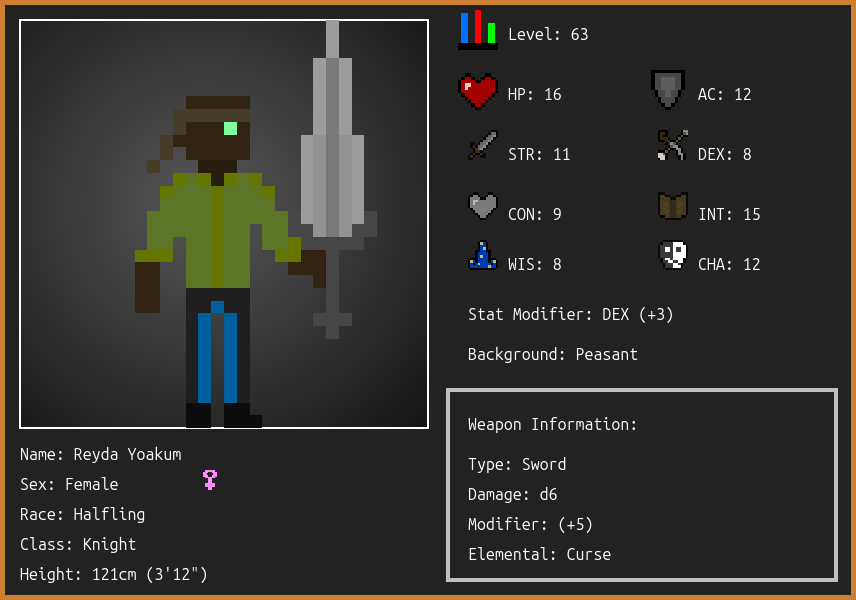 Level: 63
HP: 16
AC: 12
STR: 11
DEX: 8
CON: 9
INT: 15
WIS: 8
CHA: 12
Stat Modifier: DEX (+3)
Background: Peasant
Weapon Information:
Type: Sword
Damage: d6
Modifier: (+5)
Elemental: Curse
Name: Reyda Yoakum
Sex: Female
Race: Halfling
Class: Knight
Height: 121cm (3'12")